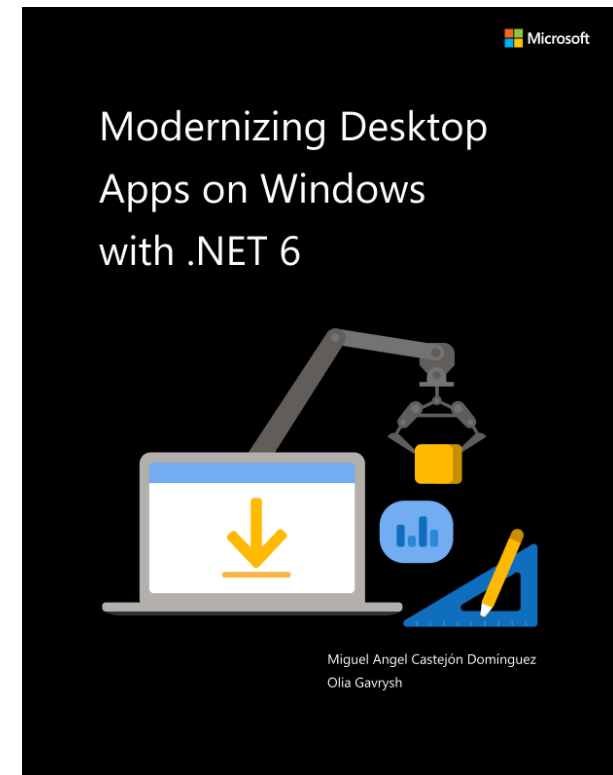 Microsoft
Modernizing Desktop
Apps on Windows
with .NET 6
Miguel Angel Castejón Domínguez
Olia Gavrysh